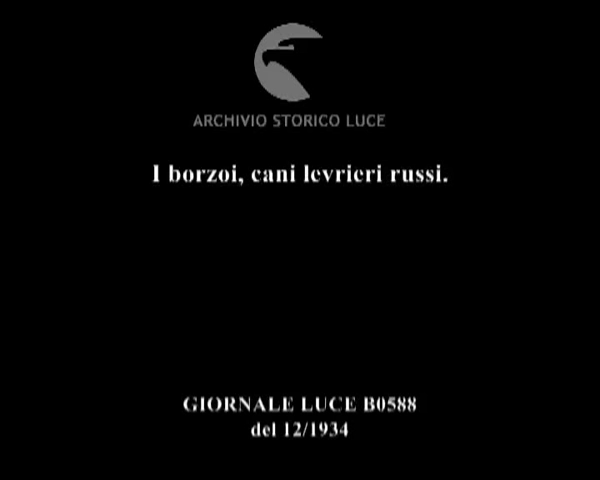 ARCHIVIO STORICO LUCE
I borzoi, cani levrieri russi.
GIORNALE LUCE B0588
del 12/1934